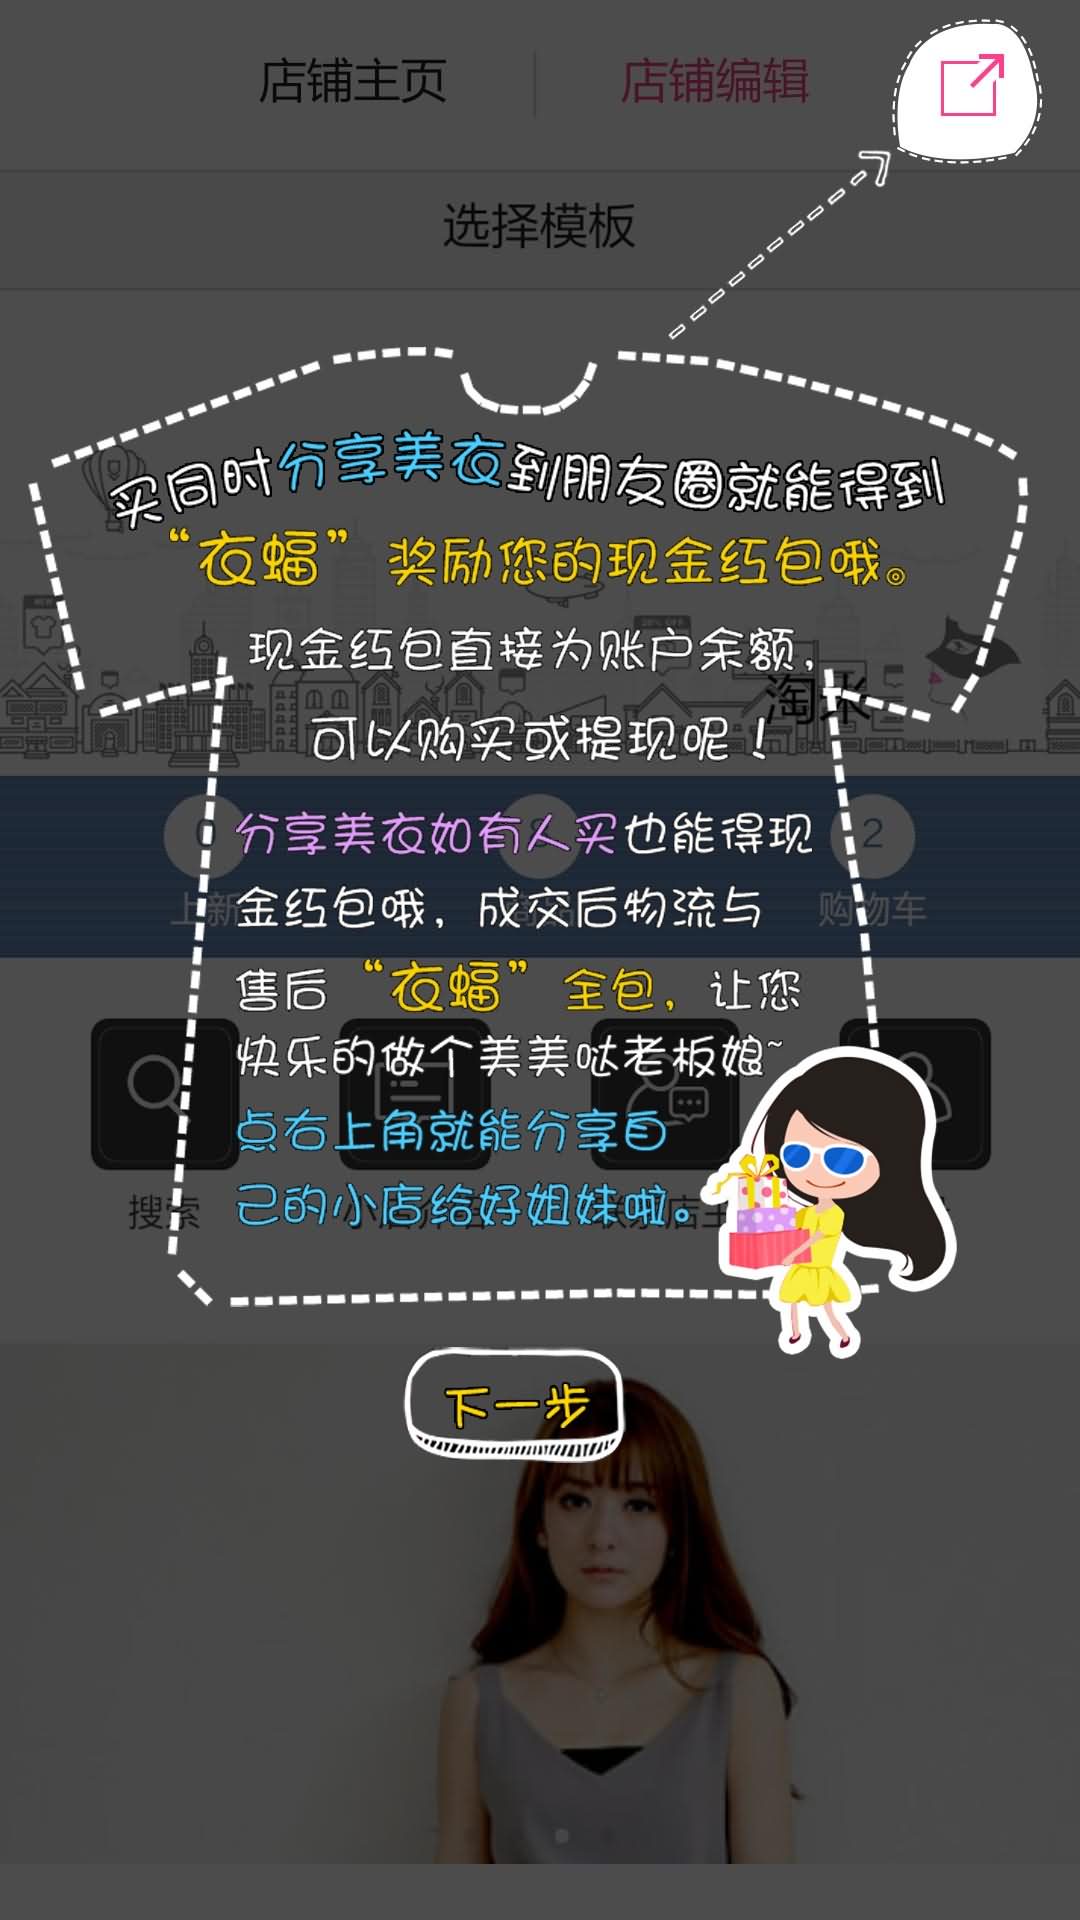 店铺主页
店铺编辑
选择模板
买同时分享美衣到朋友圈就能得到
“衣蝠”奖励您的现金红包哦。
现金红包直接为账户余额，
淘米
可以购买或提现呢！
0
2
分享美衣如有人买也能得现
上新
购物车
金红包哦，成交后物流与
售后“衣蝠”全包，让您
快乐的做个美美哒老板娘~
点右上角就能分享自
己的小店给好姐妹啦。
搜索
下一步